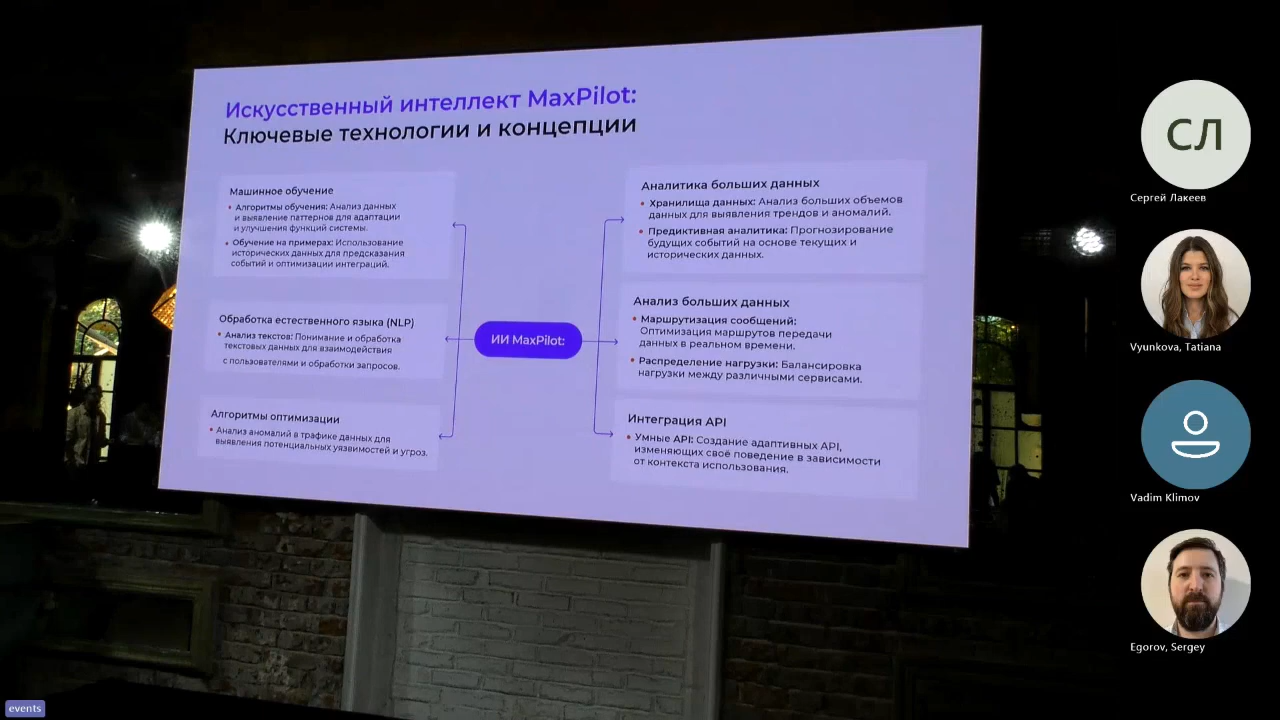 Искусственный интеллект MaxPilot:
Ключевые технологии и концепции
Машинное обучение
• Алгоритмы обучения: Анализ данных
и выявление паттернов для адаптации
и улучшения функций системы.
• Обучение на примерах: Использование
исторических данных для предсказания
событий и оптимизации интеграций.
Обработка естественного языка (NLP)
• Анализ текстов: Понимание и обработка
текстовых данных для взаимодействия
с пользователями и обработки запросов.
Алгоритмы оптимизации
• Анализ аномалий в трафике данных для
выявления потенциальных уязвимостей и угроз.
ИИ MaxPilot:
Аналитика больших данных
• Хранилища данных: Анализ больших объемов
данных для выявления трендов и аномалий.
• Предиктивная аналитика: Прогнозирование
будущих событий на основе текущих и
исторических данных.
Анализ больших данных
• Маршрутизация сообщений:
Оптимизация маршрутов передачи
данных в реальном времени.
• Распределение нагрузки: Балансировка
нагрузки между различными сервисами.
Интеграция API
• Умные API: Создание адаптивных API,
изменяющих своё поведение в зависимости
от контекста использования.
СЛ
Сергей Лакеев
Vyunkova, Tatiana
Vadim Klimov
Egorov, Sergey
events